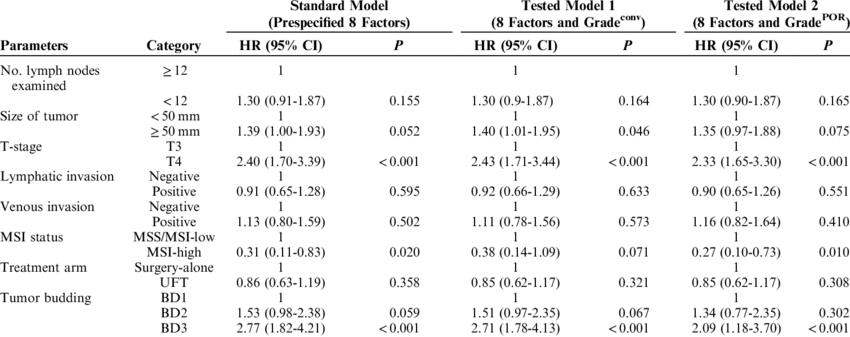 Standard Model Tested Model 1 Tested Model 2
(Prespecified 8 Factors) (8 Factors and Grade^conv) (8 Factors and Grade^POR)
Parameters Category HR (95% CI) P HR (95% CI) P HR (95% CI) P
No. lymph nodes ≥12 1 1 1
examined
<12 1.30 (0.91-1.87) 0.155 1.30 (0.9-1.87) 0.164 1.30 (0.90-1.87) 0.165
Size of tumor <50 mm 1 1 1
≥50 mm 1.39 (1.00-1.93) 0.052 1.40 (1.01-1.95) 0.046 1.35 (0.97-1.88) 0.075
T-stage T3 1 1 1
T4 2.40 (1.70-3.39) <0.001 2.43 (1.71-3.44) <0.001 2.33 (1.65-3.30) <0.001
Lymphatic invasion Negative 1 1 1
Positive 0.91 (0.65-1.28) 0.595 0.92 (0.66-1.29) 0.633 0.90 (0.65-1.26) 0.551
Venous invasion Negative 1 1 1
Positive 1.13 (0.80-1.59) 0.502 1.11 (0.78-1.56) 0.573 1.16 (0.82-1.64) 0.410
MSI status MSS/MSI-low 1 1 1
MSI-high 0.31 (0.11-0.83) 0.020 0.38 (0.14-1.09) 0.071 0.27 (0.10-0.73) 0.010
Treatment arm Surgery-alone 1 1 1
UFT 0.86 (0.63-1.19) 0.358 0.85 (0.62-1.17) 0.321 0.85 (0.62-1.17) 0.308
Tumor budding BD1 1 1 1
BD2 1.53 (0.98-2.38) 0.059 1.51 (0.97-2.35) 0.067 1.34 (0.77-2.35) 0.302
BD3 2.77 (1.82-4.21) <0.001 2.71 (1.78-4.13) <0.001 2.09 (1.18-3.70) <0.001